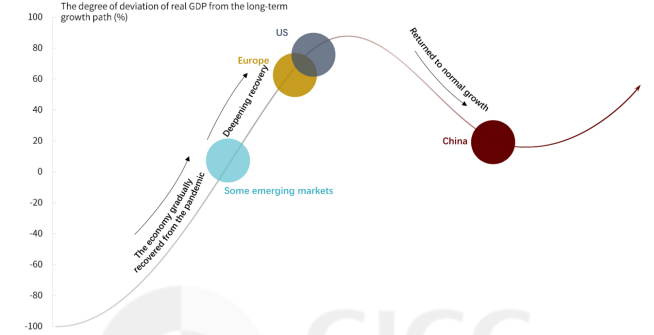 The degree of deviation of real GDP from the long-term
growth path (%)
100
80
60
40
20
0
-20
-40
-60
-80
-100
US
Europe
Deepening recovery
Some emerging markets
The economy gradually
recovered from the pandemic
Returned to normal growth
China
CICC